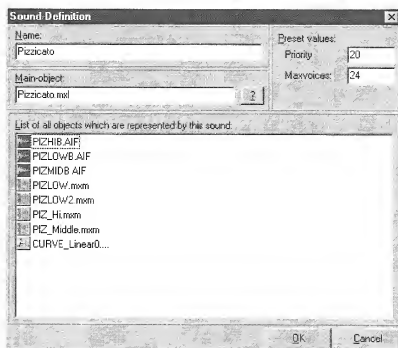 Sound-Definition
Name:
Pizzicato
Main-object:
Pizzicato.mxl
?
Preset values:
Priority
20
Maxvoices:
24
List of all objects which are represented by this sound:
PIZHIB.AIF
PIZLOWB.AIF
PIZMIDB.AIF
PIZLOW.mxm
PIZLOW2.mxm
PIZ_Hi.mxm
PIZ_Middle.mxm
CURVE_Linear0....
OK
Cancel